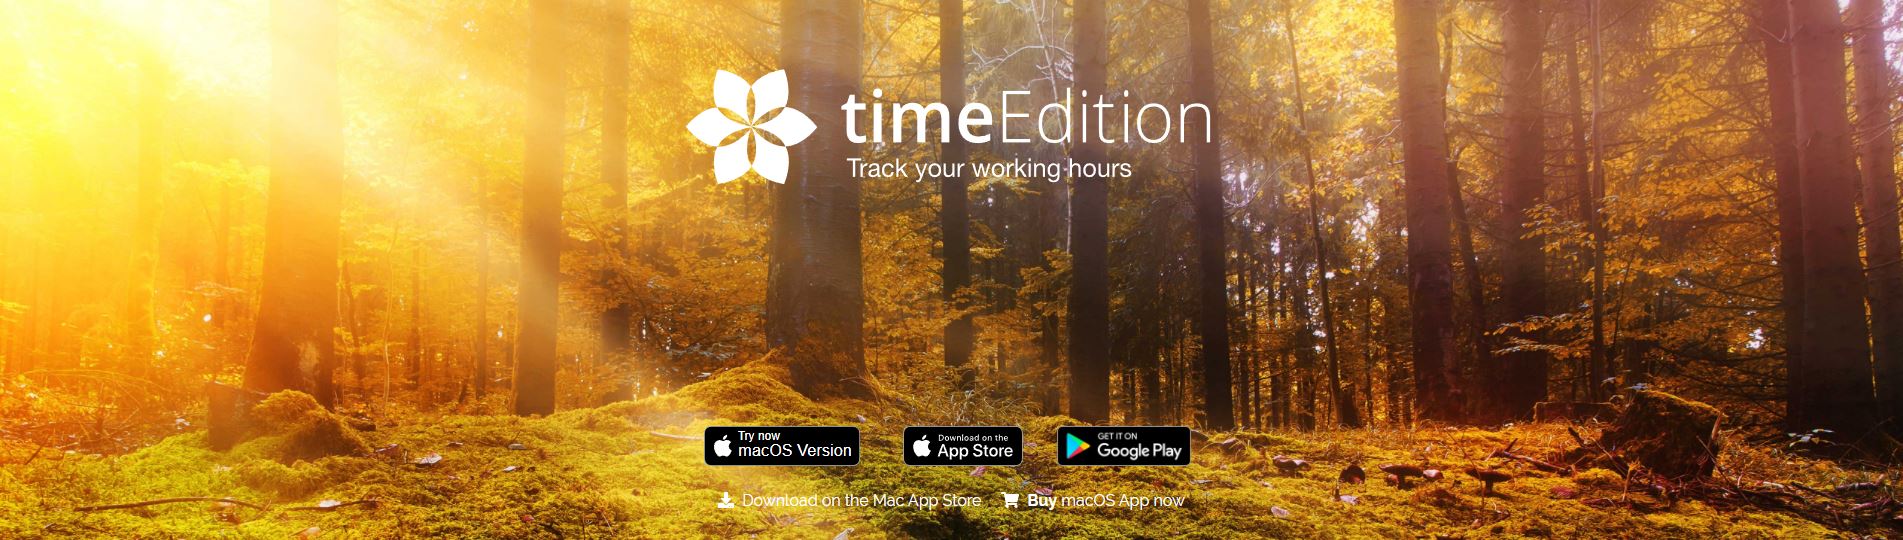 timeEdition
Track your working hours
Try now
macOS Version
Download on the
App Store
GET IT ON
Google Play
Download on the Mac App Store
Buy macOS App now